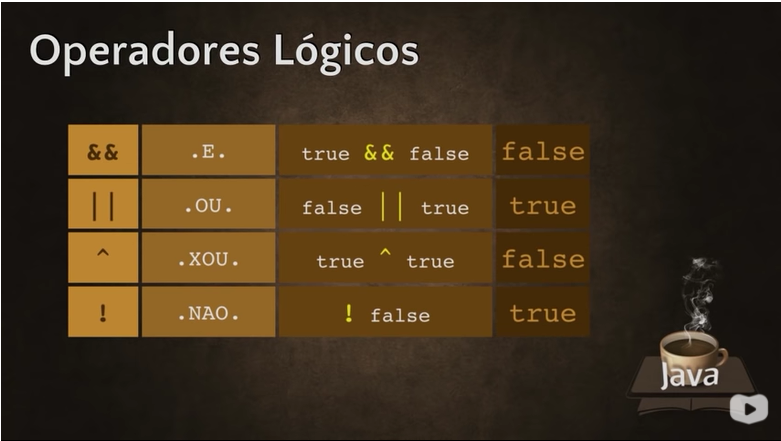 Operadores Lógicos
&& .E. true && false false
|| .OU. false || true true
^ .XOU. true ^ true false
! .NAO. ! false true
Java